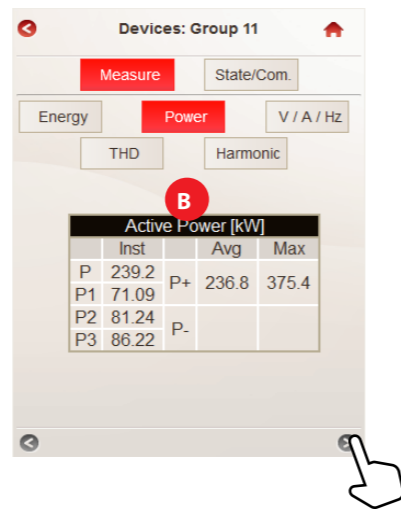 Devices: Group 11
Measure State/Com.
Energy Power V / A / Hz
THD Harmonic
B
Active Power [kW]
Inst Avg Max
P 239.2 P+ 236.8 375.4
P1 71.09
P2 81.24 P-
P3 86.22